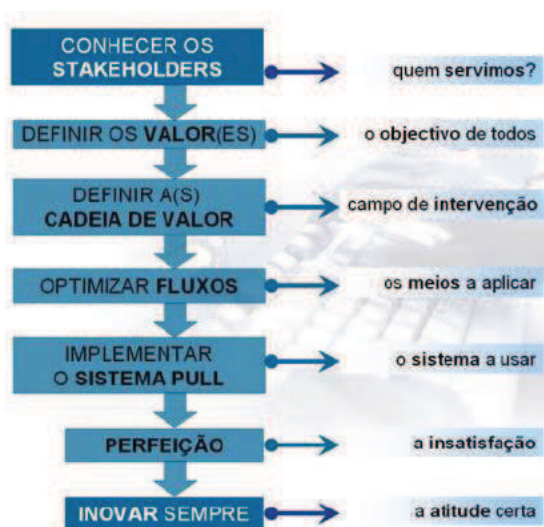 CONHECER OS
STAKEHOLDERS
quem servimos?
DEFINIR OS VALOR(ES)
o objectivo de todos
DEFINIR A(S)
CADEIA DE VALOR
campo de intervenção
OPTIMIZAR FLUXOS
os meios a aplicar
IMPLEMENTAR
O SISTEMA PULL
o sistema a usar
PERFEIÇÃO
a insatisfação
INOVAR SEMPRE
a atitude certa